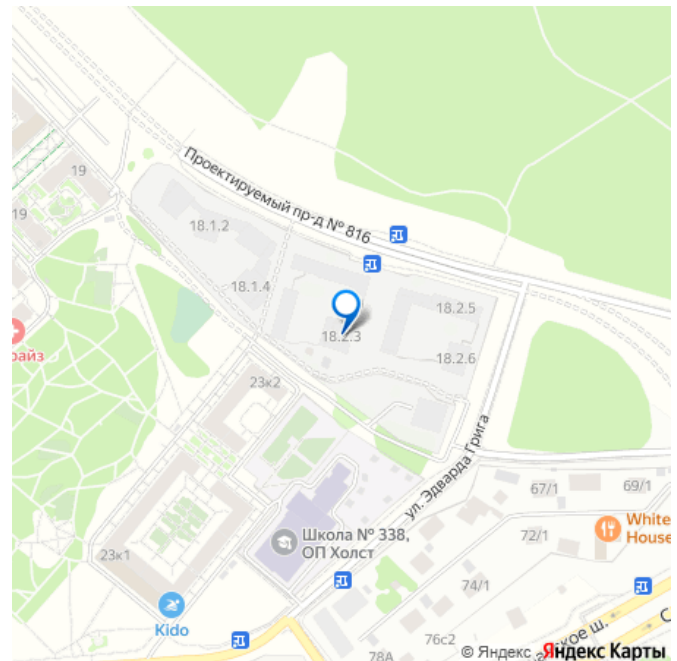 Проектируемый пр-д № 816
19
19
18.1.2
18.1.4
18.2.5
18.2.3
18.2.6
райз
23к2
ул. Эдварда Грига
67/1
69/1
Школа № 338,
ОП Холст
72/1
White
House
23к1
74/1
Kido
78А
76с2
ское ш.
С
© Яндекс Яндекс Карты